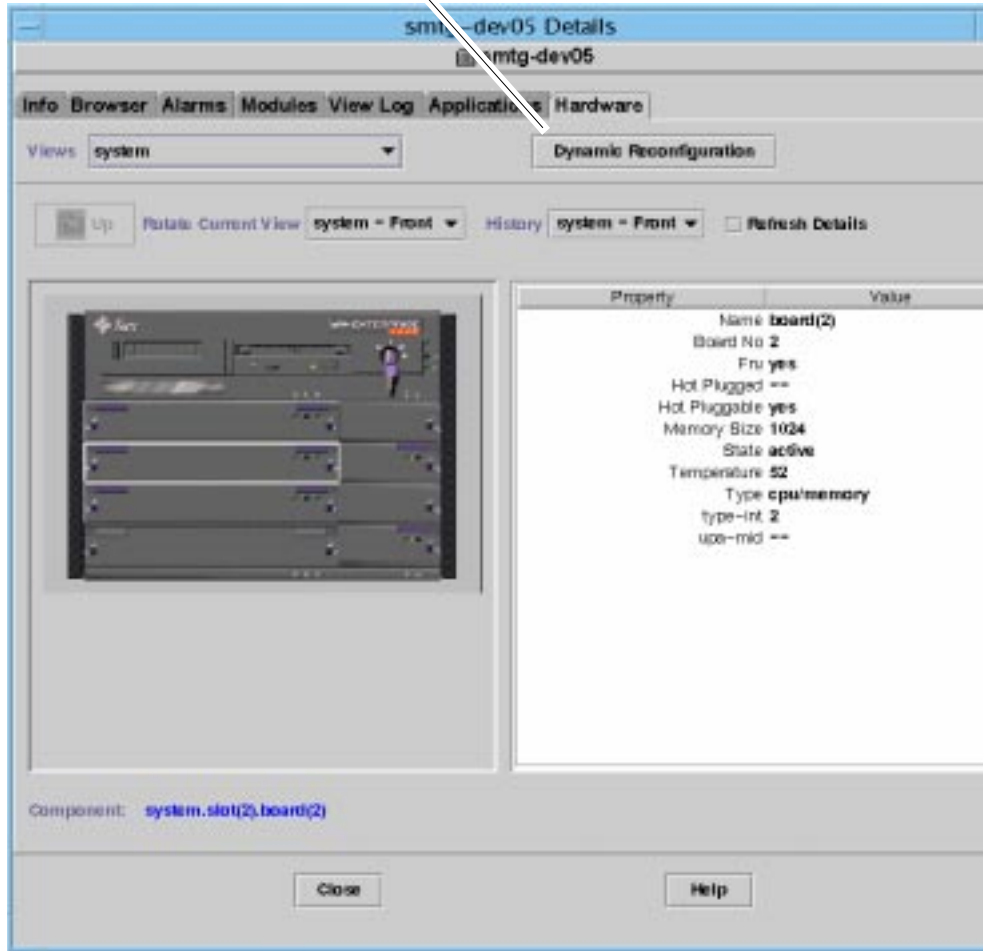 smtg-dev05 Details
smtg-dev05
Info Browser Alarms Modules View Log Applications Hardware
Views system Dynamic Reconfiguration
Up Rotate Current View system - Front History system - Front Refresh Details
Property Value
Name board(2)
Board No 2
Fru yes
Hot Plugged --
Hot Pluggable yes
Memory Size 1024
State active
Temperature 52
Type cpu/memory
type-int 2
upa-mid --
Sun
ENTERPRISE
Component: system.slot(2).board(2)
Close Help